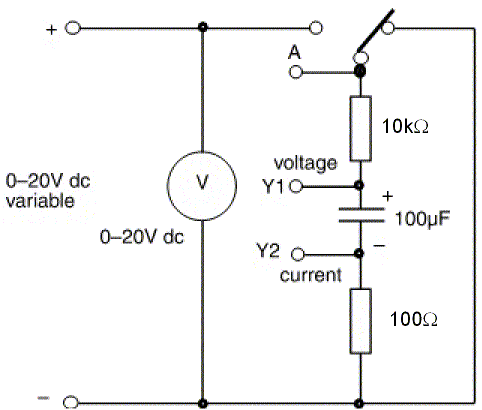 +
A
10kΩ
voltage
0–20V dc
variable
V
Y1
+
100µF
0–20V dc
Y2
–
current
100Ω
–